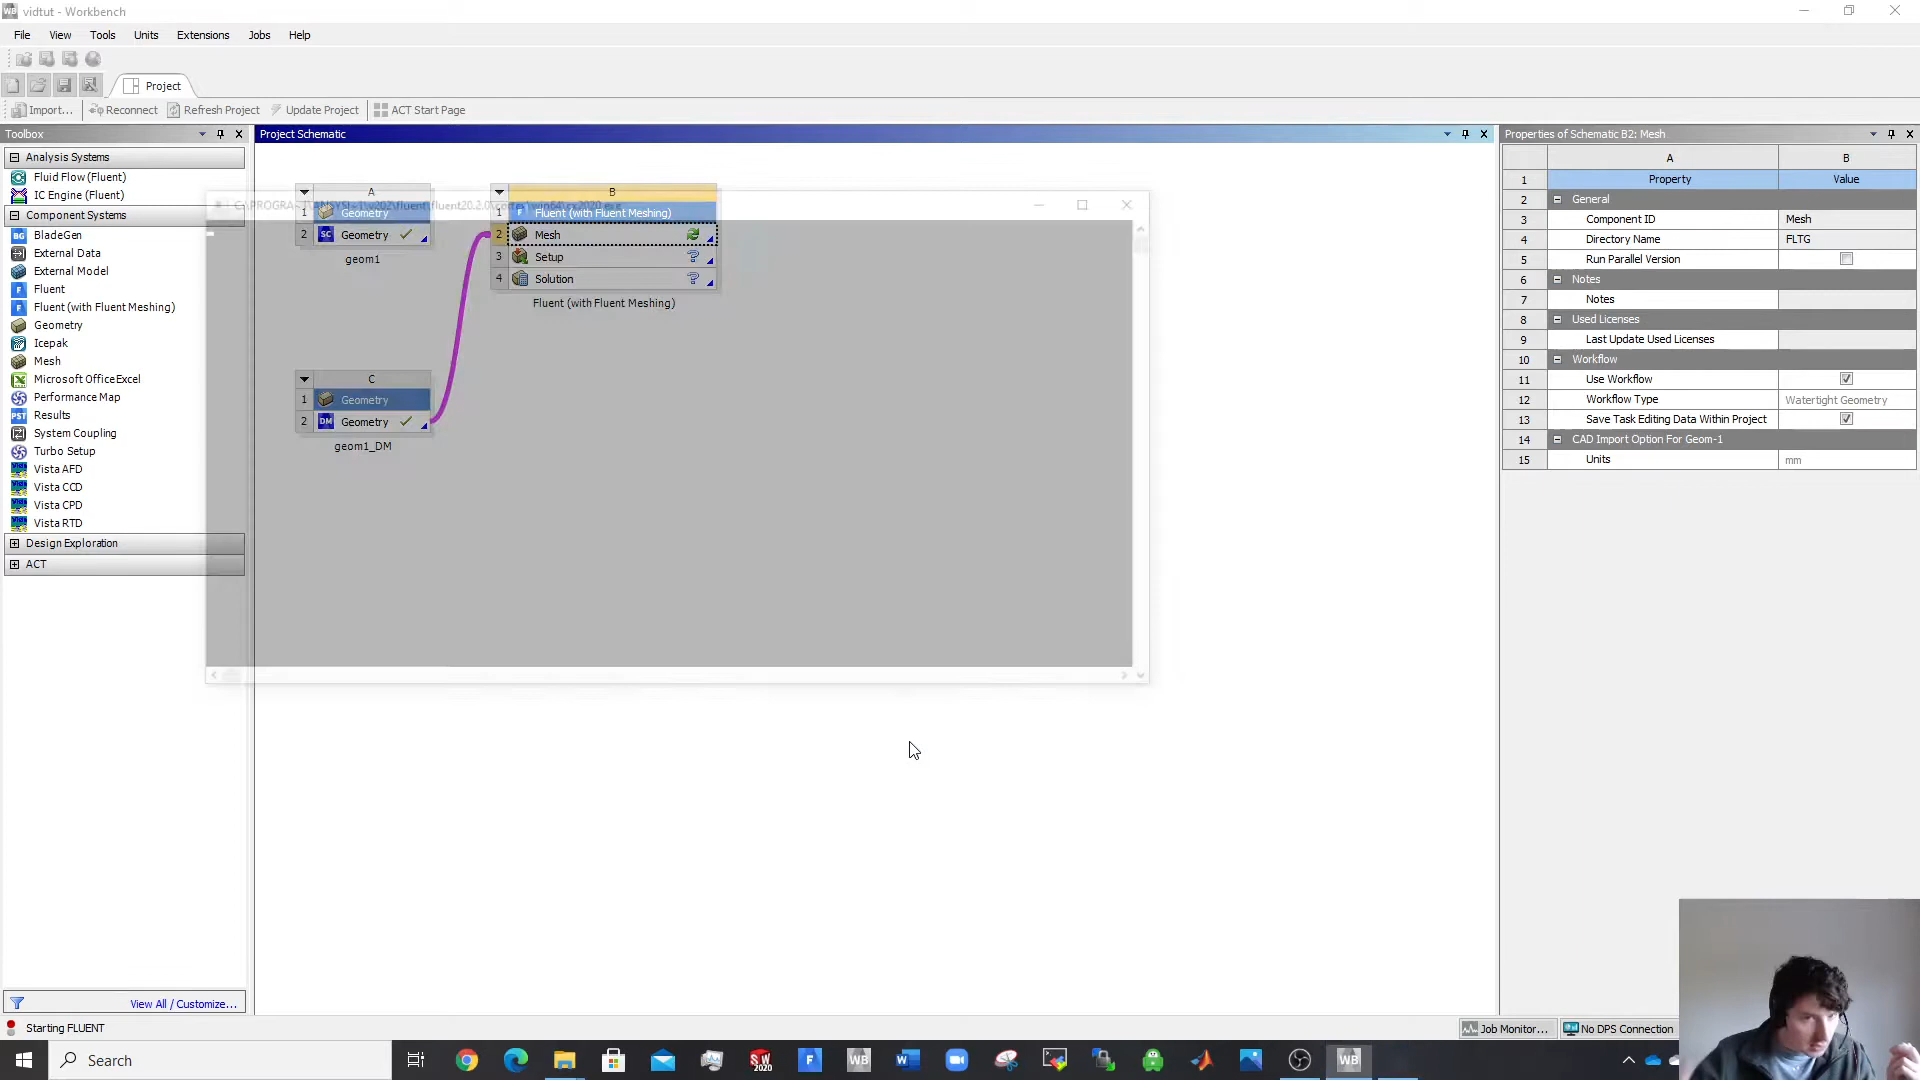 vidtut - Workbench
File View Tools Units Extensions Jobs Help
Project
Import... Reconnect Refresh Project Update Project ACT Start Page
Toolbox
Analysis Systems
Fluid Flow (Fluent)
IC Engine (Fluent)
Component Systems
BladeGen
External Data
External Model
Fluent
Fluent (with Fluent Meshing)
Geometry
Icepak
Mesh
Microsoft Office Excel
Performance Map
Results
System Coupling
Turbo Setup
Vista AFD
Vista CCD
Vista CPD
Vista RTD
Design Exploration
ACT
View All / Customize...
Project Schematic
A
1 Geometry
2 SC Geometry
geom1
B
1 Fluent (with Fluent Meshing)
2 Mesh
3 Setup
4 Solution
Fluent (with Fluent Meshing)
C
1 Geometry
2 DM Geometry
geom1_DM
Properties of Schematic B2: Mesh
A B
1 Property Value
2 General
3 Component ID Mesh
4 Directory Name FLTG
5 Run Parallel Version
6 Notes
7 Notes
8 Used Licenses
9 Last Update Used Licenses
10 Workflow
11 Use Workflow
12 Workflow Type Watertight Geometry
13 Save Task Editing Data Within Project
14 CAD Import Option For Geom-1
15 Units mm
Starting FLUENT
Job Monitor... No DPS Connection
Search